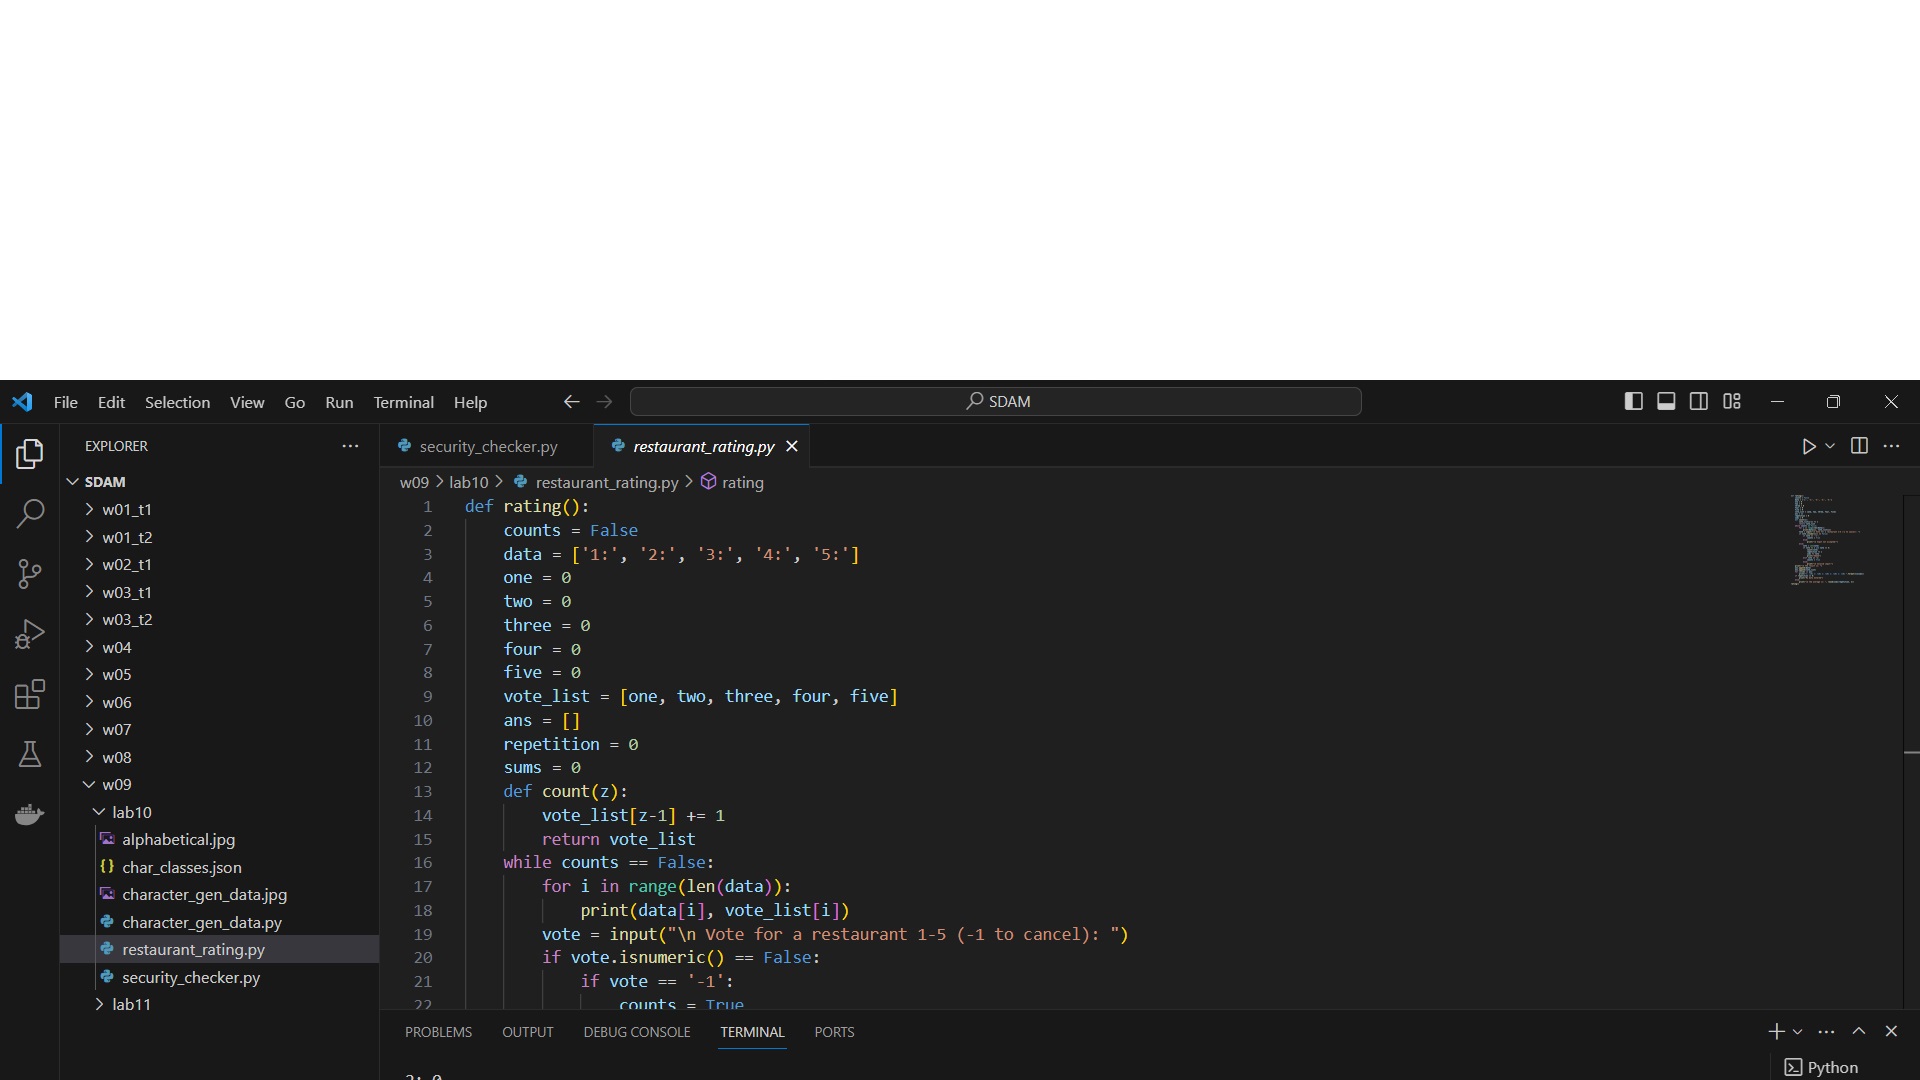 File Edit Selection View Go Run Terminal Help SDAM
EXPLORER
SDAM
w01_t1
w01_t2
w02_t1
w03_t1
w03_t2
w04
w05
w06
w07
w08
w09
lab10
alphabetical.jpg
char_classes.json
character_gen_data.jpg
character_gen_data.py
restaurant_rating.py
security_checker.py
lab11
security_checker.py restaurant_rating.py
w09 > lab10 > restaurant_rating.py > rating
1 def rating():
2 counts = False
3 data = ['1:', '2:', '3:', '4:', '5:']
4 one = 0
5 two = 0
6 three = 0
7 four = 0
8 five = 0
9 vote_list = [one, two, three, four, five]
10 ans = []
11 repetition = 0
12 sums = 0
13 def count(z):
14 vote_list[z-1] += 1
15 return vote_list
16 while counts == False:
17 for i in range(len(data)):
18 print(data[i], vote_list[i])
19 vote = input("\n Vote for a restaurant 1-5 (-1 to cancel): ")
20 if vote.isnumeric() == False:
21 if vote == '-1':
22 counts = True
PROBLEMS OUTPUT DEBUG CONSOLE TERMINAL PORTS
Python